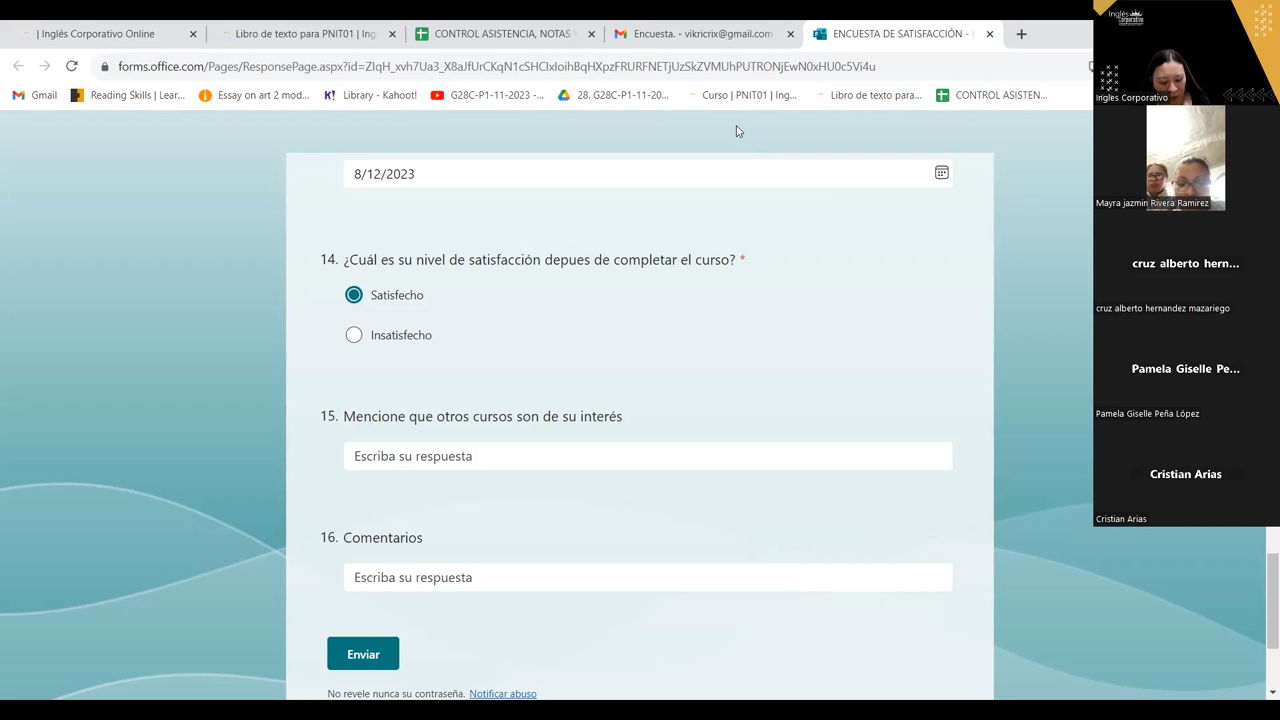 | Inglés Corporativo Online
Libro de texto para PNIT01 | Ing
CONTROL ASISTENCIA, NOTAS Y
Encuesta. - vikricrix@gmail.com
ENCUESTA DE SATISFACCIÓN -
forms.office.com/Pages/ResponsePage.aspx?id=ZIqH_xvh7Ua3_X8aJfUrCKqN1cSHCIxIoihBqHXpzFRURFNETjUzSkZVMUhPUTRONjEwN0xHU0c5Vi4u
Gmail
Reading Skills | Lear...
Essay on art 2 mod...
Library - Kahoot
28. G28C-P1-11-20...
Curso | PNIT01 | Ing...
Libro de texto para...
CONTROL ASISTEN...
8/12/2023
14. ¿Cuál es su nivel de satisfacción depues de completar el curso? *
Satisfecho
Insatisfecho
15. Mencione que otros cursos son de su interés
Escriba su respuesta
16. Comentarios
Escriba su respuesta
Enviar
No revele nunca su contraseña. Notificar abuso
Inglés
Corporativo
Ingles Corporativo
Mayra jazmin Rivera Ramirez
cruz alberto hern...
cruz alberto hernandez mazariego
Pamela Giselle Pe...
Pamela Giselle Peña López
Cristian Arias
Cristian Arias